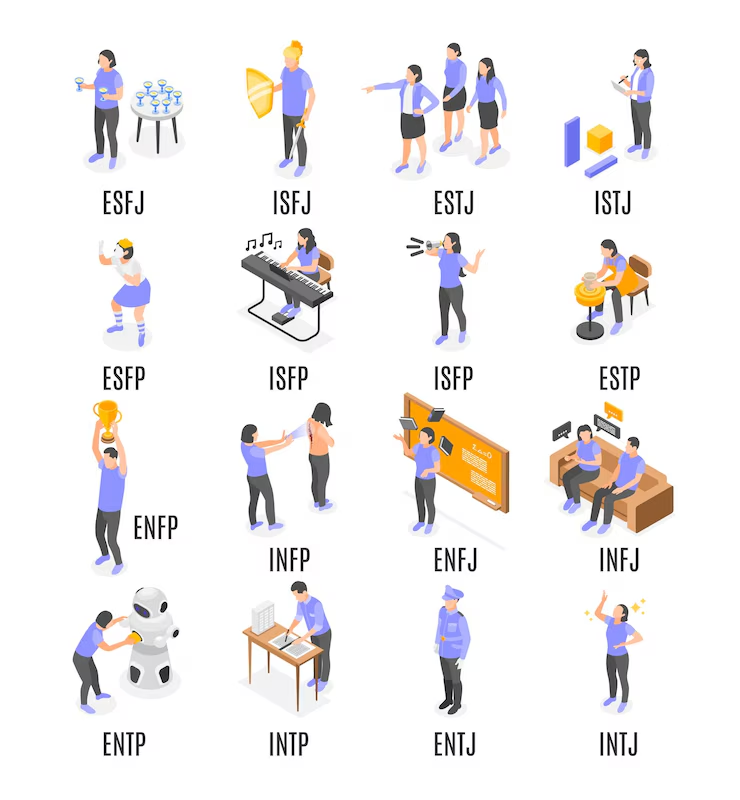 ESFJ
ISFJ
ESTJ
ISTJ
ESFP
ISFP
ISFP
ESTP
ENFP
INFP
ENFJ
INFJ
ENTP
INTP
ENTJ
INTJ